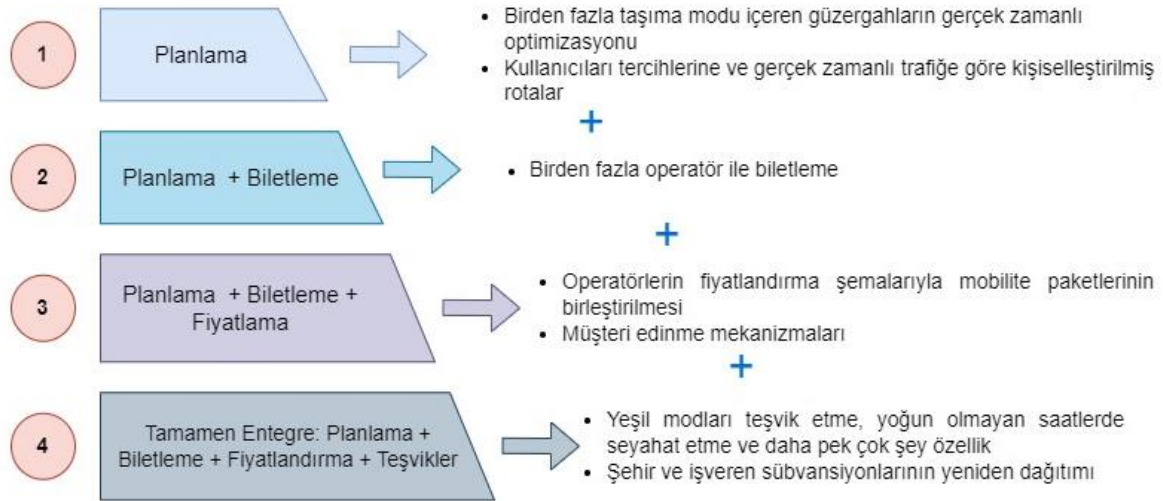 1
Planlama
• Birden fazla taşıma modu içeren güzergahların gerçek zamanlı
optimizasyonu
• Kullanıcıları tercihlerine ve gerçek zamanlı trafiğe göre kişiselleştirilmiş
rotalar
+
2
Planlama + Biletleme
• Birden fazla operatör ile biletleme
+
3
Planlama + Biletleme +
Fiyatlama
• Operatörlerin fiyatlandırma şemalarıyla mobilite paketlerinin
birleştirilmesi
• Müşteri edinme mekanizmaları
+
4
Tamamen Entegre: Planlama +
Biletleme + Fiyatlandırma + Teşvikler
• Yeşil modları teşvik etme, yoğun olmayan saatlerde
seyahat etme ve daha pek çok şey özellik
• Şehir ve işveren sübvansiyonlarının yeniden dağıtımı